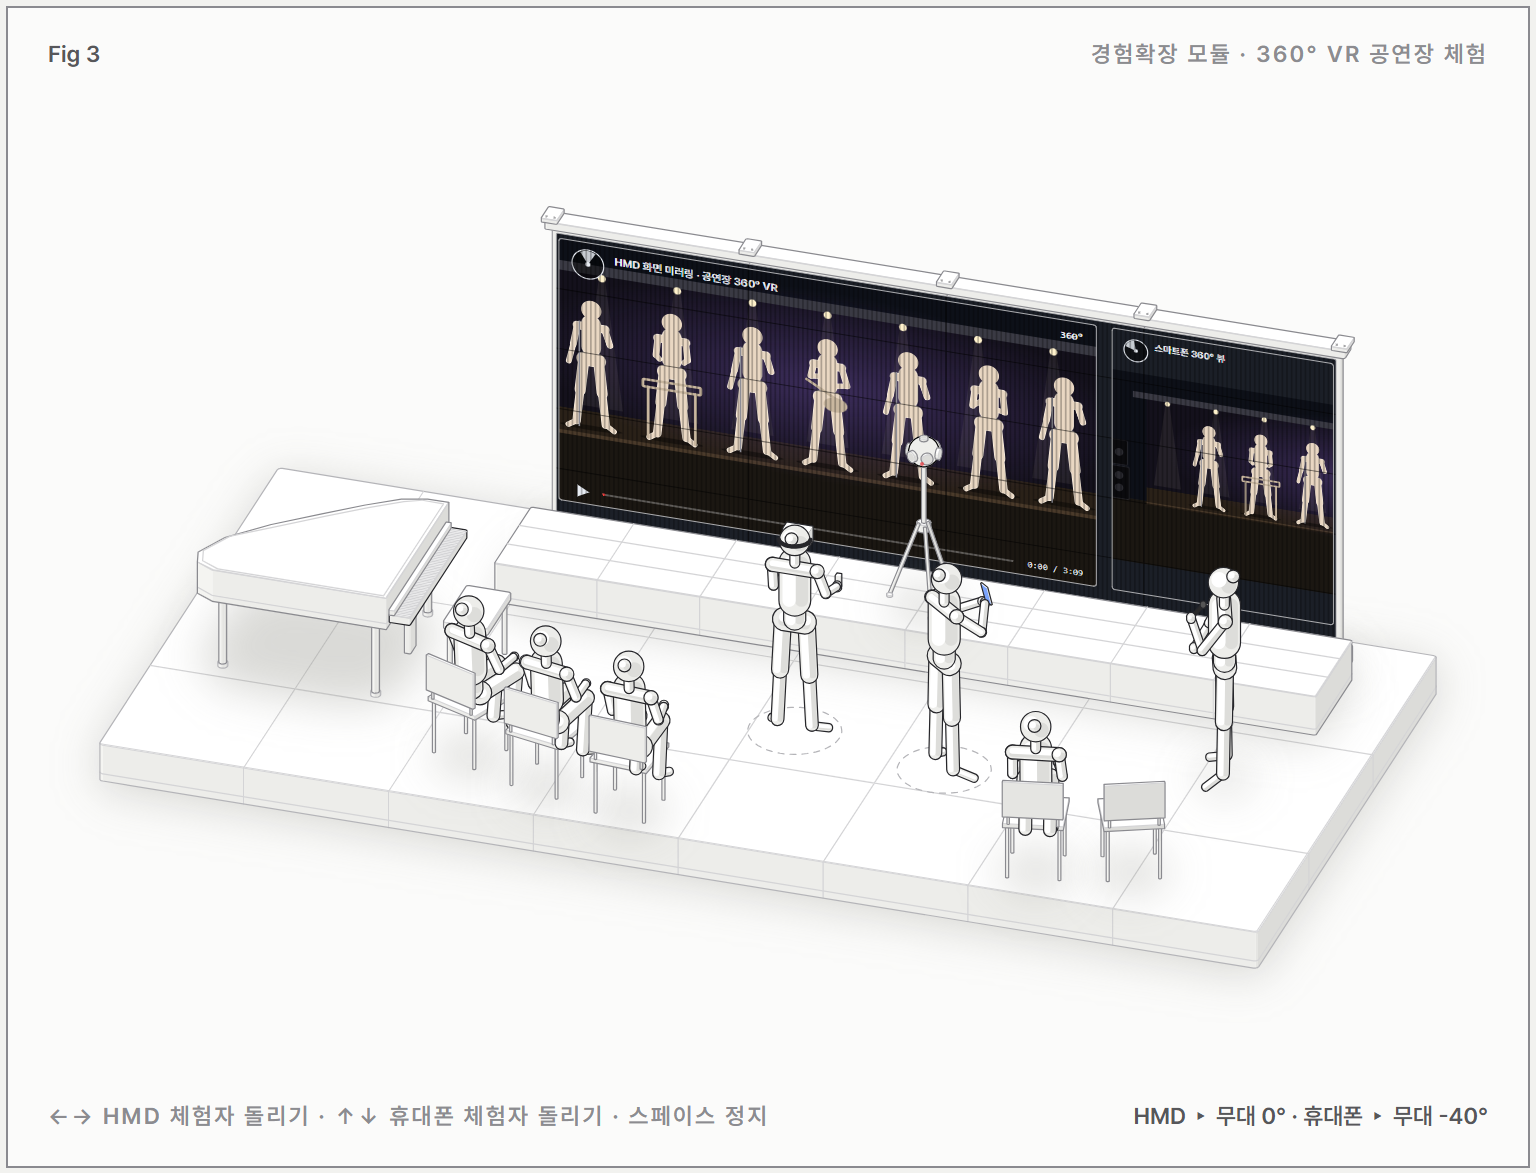 Fig 3
경험확장 모듈 · 360° VR 공연장 체험
HMD 화면 미러링 · 공연장 360° VR
360°
스마트폰 360° 뷰
0:00 / 3:09
←→ HMD 체험자 돌리기 · ↑↓ 휴대폰 체험자 돌리기 · 스페이스 정지
HMD ▸ 무대 0° · 휴대폰 ▸ 무대 -40°